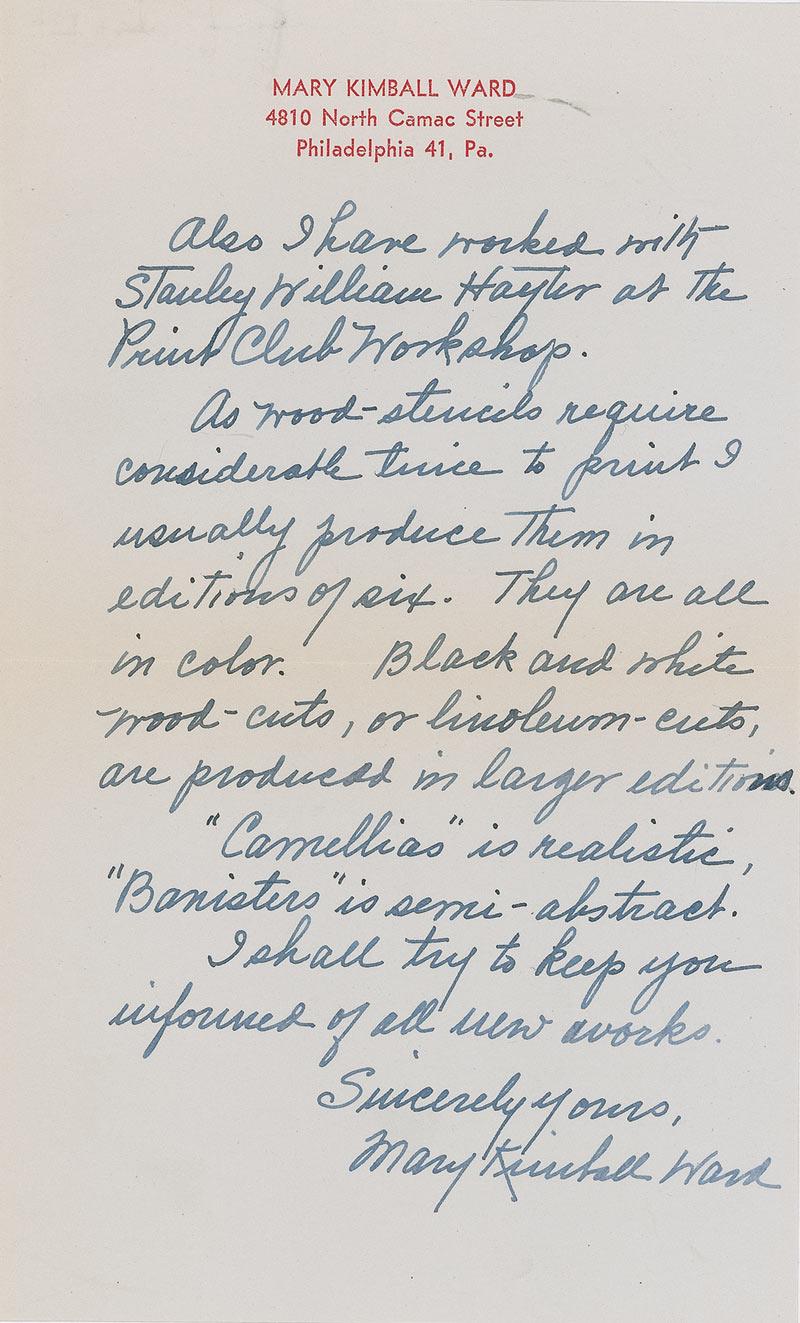 MARY KIMBALL WARD
4810 North Camac Street
Philadelphia 41, Pa.
Also I have worked with
Stanley William Hayter at the
Print Club Workshop.
As wood-stencils require
considerable time to print I
usually produce them in
editions of six. They are all
in color. Black and white
wood-cuts, or linoleum-cuts,
are produced in larger editions.
"Camellias" is realistic,
"Banisters" is semi-abstract.
I shall try to keep you
informed of all new works.
Sincerely yours,
Mary Kimball Ward